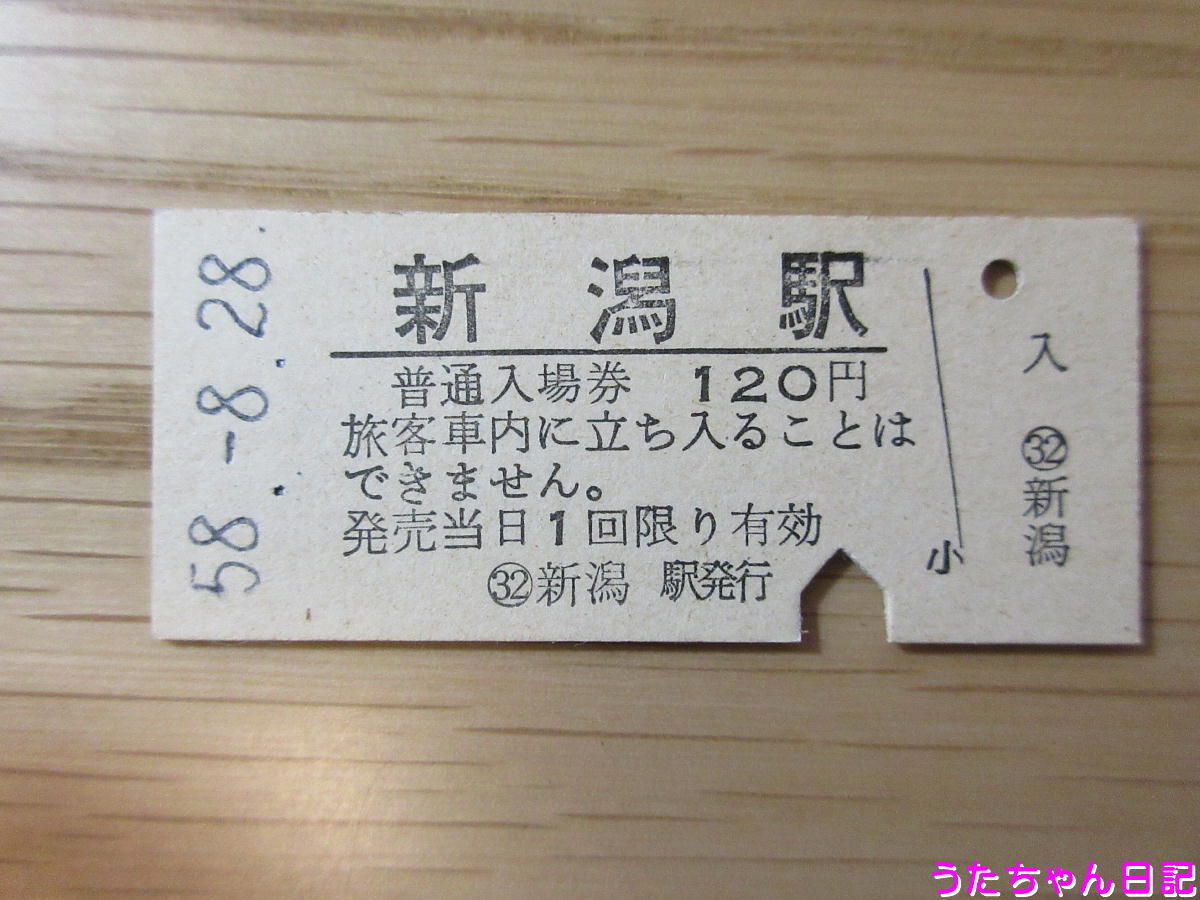 新潟駅
普通入場券 120円
旅客車内に立ち入ることは
できません。
発売当日1回限り有効
㉜新潟 駅発行
58.-8.28.
小
入
㉜新潟
うたちゃん日記